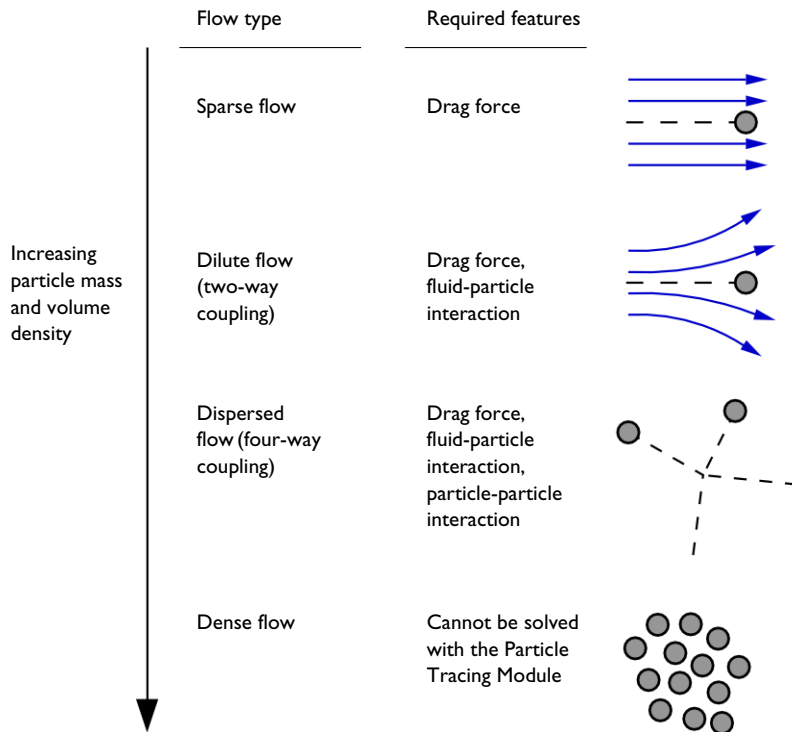 Flow type
Required features
Sparse flow
Drag force
Increasing
particle mass
and volume
density
Dilute flow
(two-way
coupling)
Drag force,
fluid-particle
interaction
Dispersed
flow (four-way
coupling)
Drag force,
fluid-particle
interaction,
particle-particle
interaction
Dense flow
Cannot be solved
with the Particle
Tracing Module